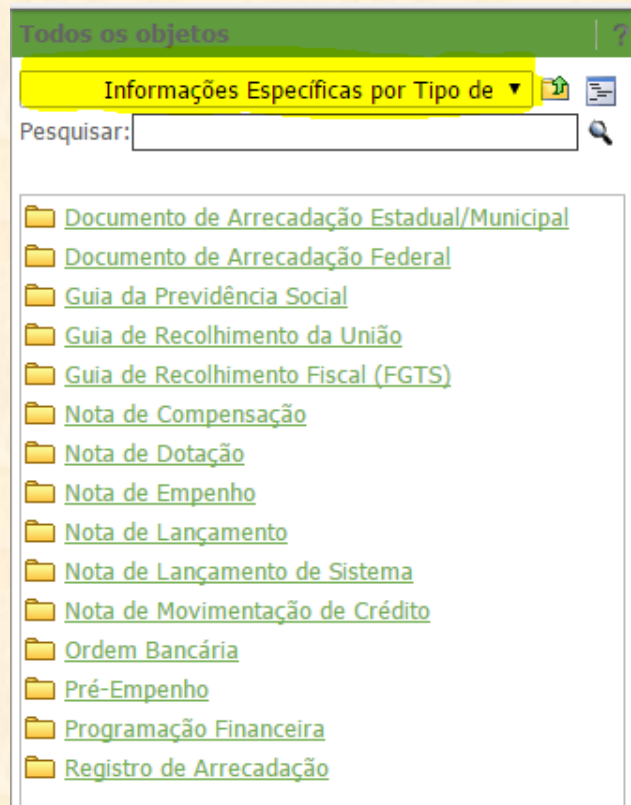 Todos os objetos ?
Informações Específicas por Tipo de
Pesquisar:
Documento de Arrecadação Estadual/Municipal
Documento de Arrecadação Federal
Guia da Previdência Social
Guia de Recolhimento da União
Guia de Recolhimento Fiscal (FGTS)
Nota de Compensação
Nota de Dotação
Nota de Empenho
Nota de Lançamento
Nota de Lançamento de Sistema
Nota de Movimentação de Crédito
Ordem Bancária
Pré-Empenho
Programação Financeira
Registro de Arrecadação